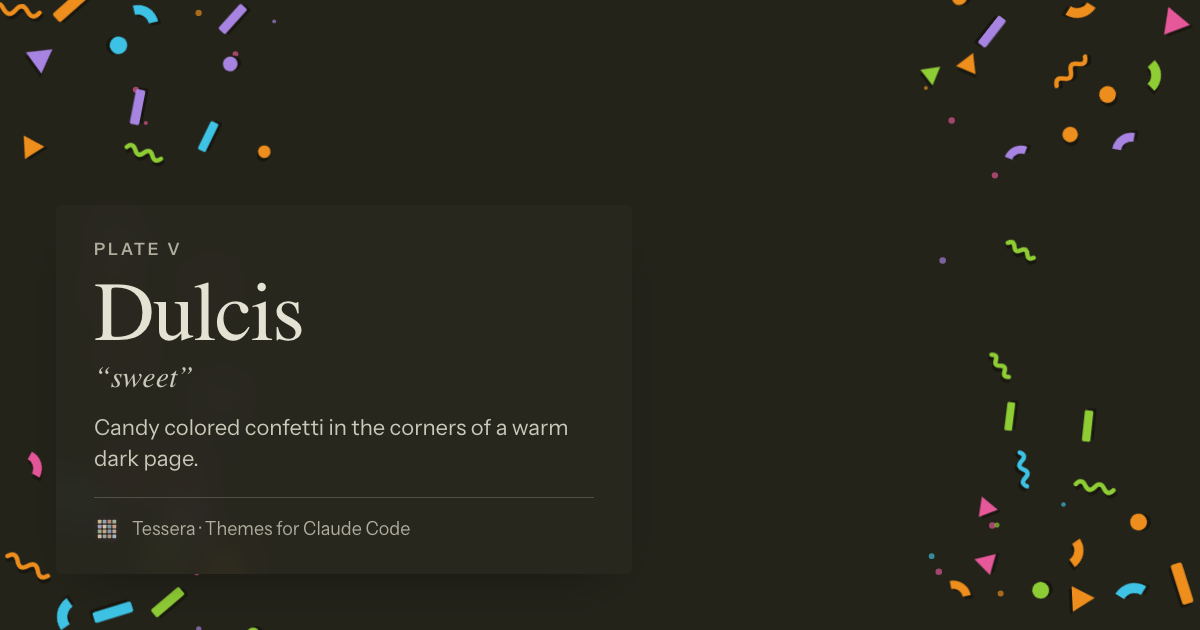 PLATE V
Dulcis
“sweet”
Candy colored confetti in the corners of a warm
dark page.
Tessera · Themes for Claude Code